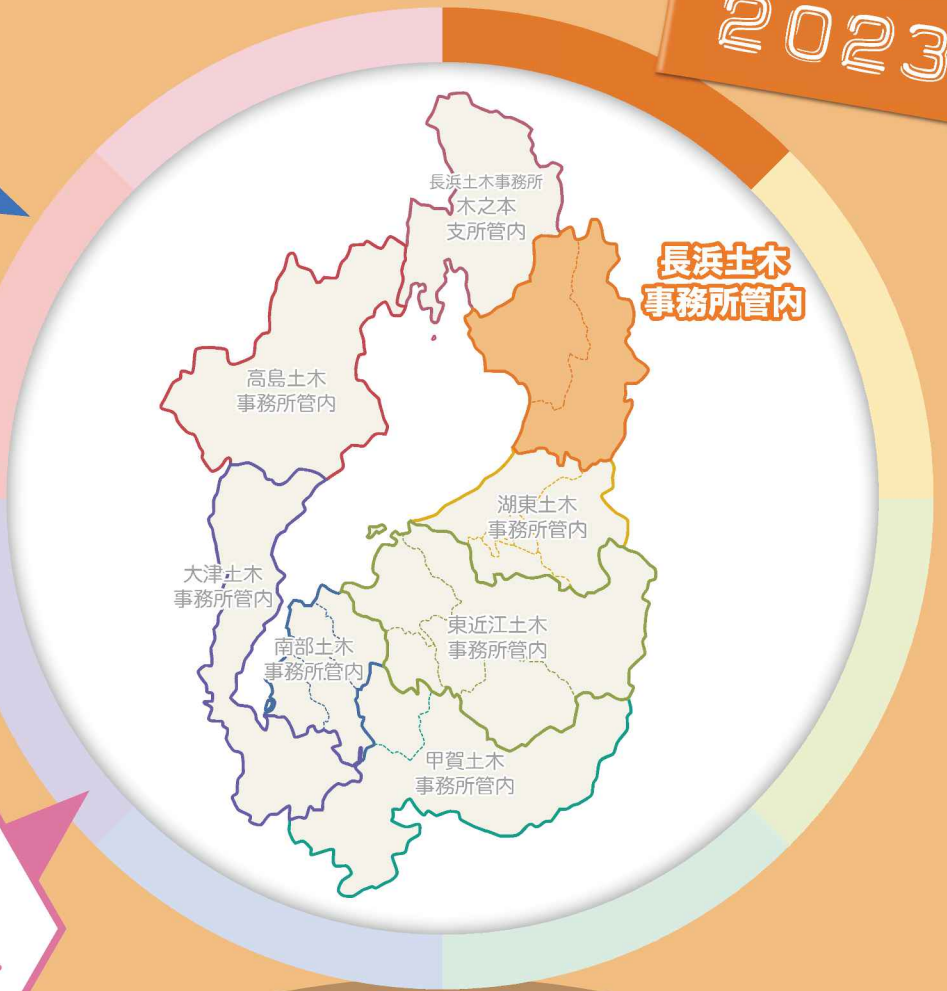 2023
長浜土木事務所
木之本
支所管内
長浜土木
事務所管内
高島土木
事務所管内
湖東土木
事務所管内
大津土木
事務所管内
南部土木
事務所管内
東近江土木
事務所管内
甲賀土木
事務所管内